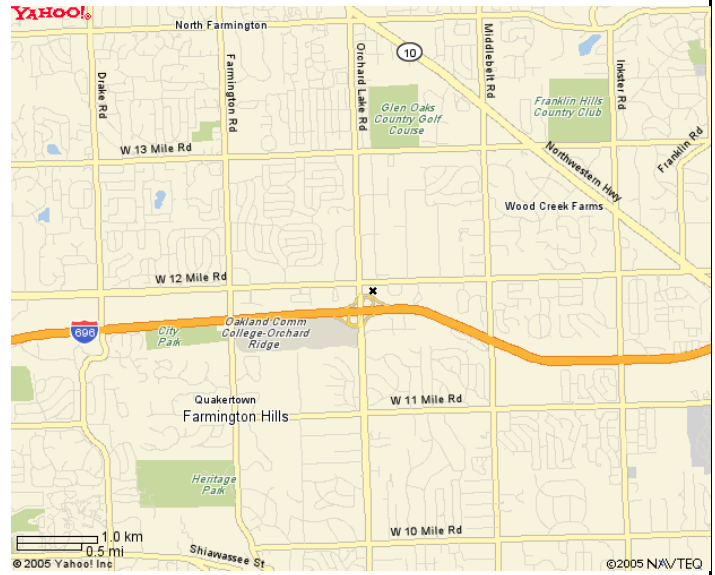 YAHOO!
North Farmington
10
Drake Rd
Farmington Rd
Orchard Lake Rd
Middlebelt Rd
Inkster Rd
Glen Oaks
Country Golf
Course
Franklin Hills
Country Club
W 13 Mile Rd
Northwestern Hwy
Franklin Rd
Wood Creek Farms
W 12 Mile Rd
696
City
Park
Oakland Comm
College-Orchard
Ridge
Quakertown
Farmington Hills
W 11 Mile Rd
Heritage
Park
W 10 Mile Rd
Shiawassee St
1.0 km
0.5 mi
©2005 Yahoo! Inc
©2005 NAVTEQ